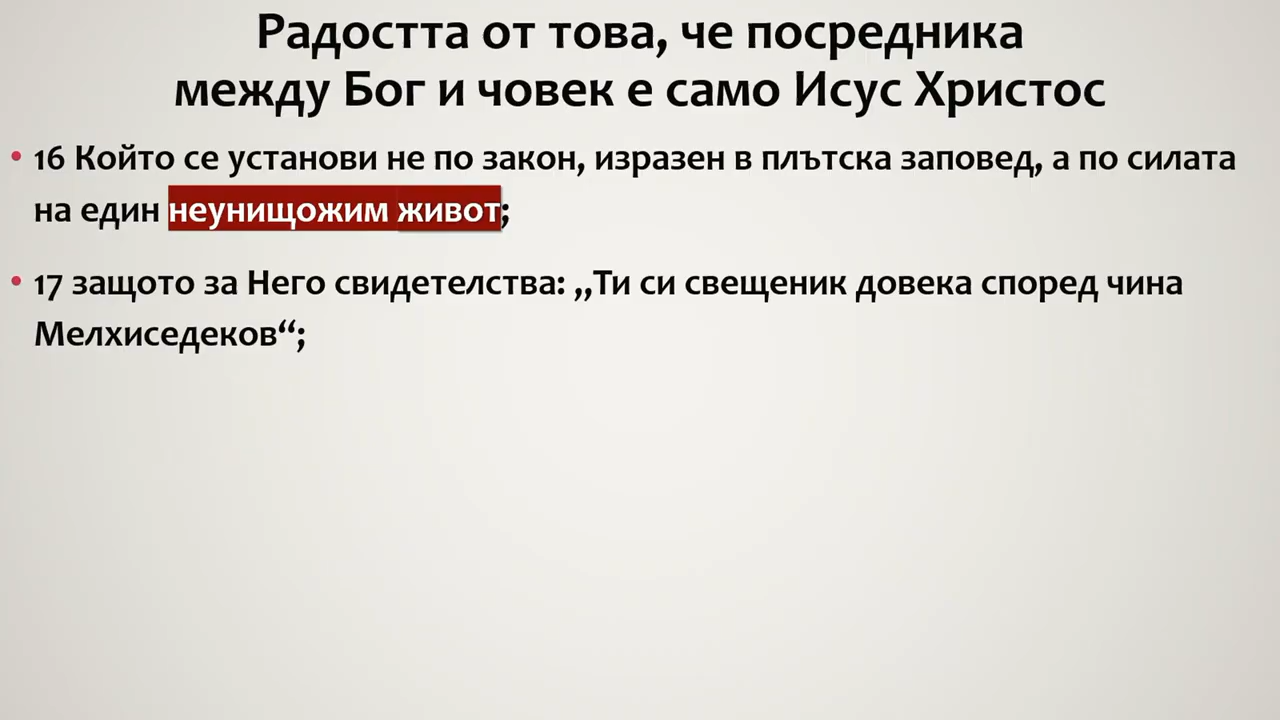 Радостта от това, че посредника
между Бог и човек е само Исус Христос
• 16 Който се установи не по закон, изразен в плътска заповед, а по силата
на един неунищожим живот;
• 17 защото за Него свидетелства: „Ти си свещеник довека според чина
Мелхиседеков“;